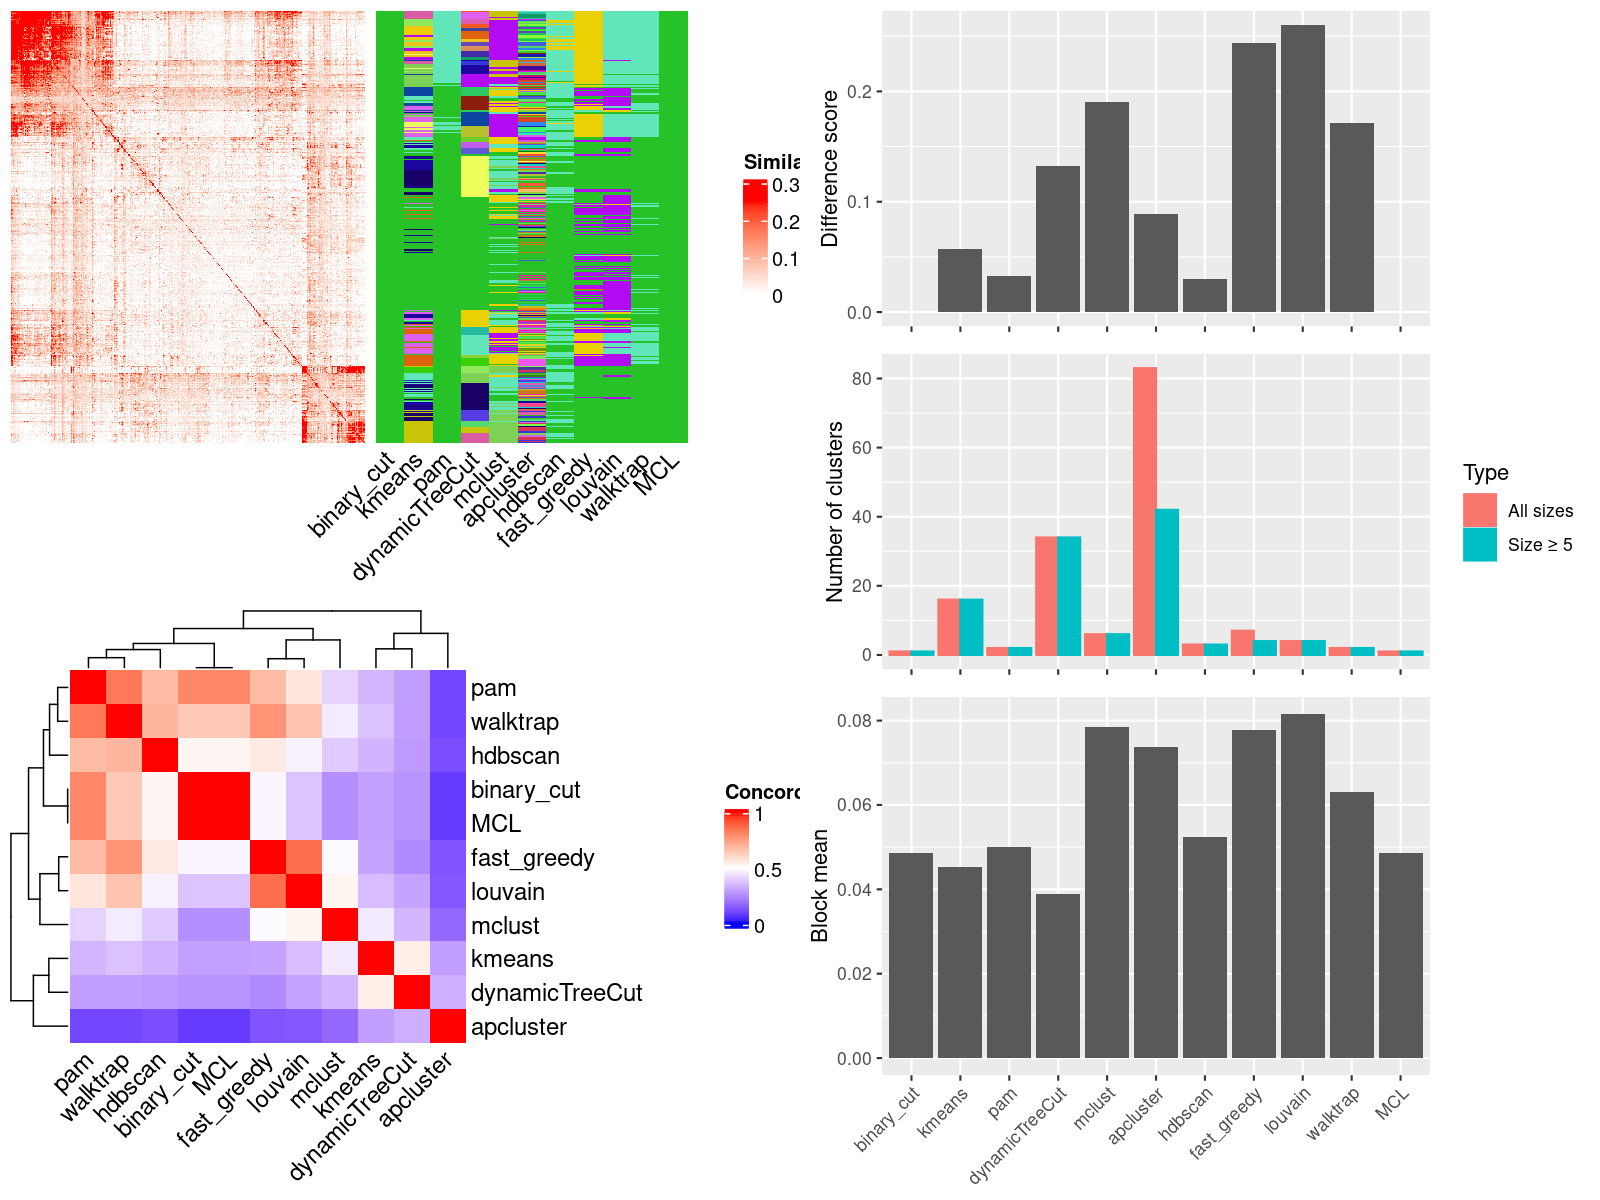 Simila
0.3
0.2
0.1
0
binary_cut
kmeans
pam
dynamicTreeCut
mclust
apcluster
hdbscan
fast_greedy
louvain
walktrap
MCL
pam
walktrap
hdbscan
binary_cut
MCL
fast_greedy
louvain
mclust
kmeans
dynamicTreeCut
apcluster
Concord
1
0.5
0
pam
walktrap
hdbscan
binary_cut
MCL
fast_greedy
louvain
mclust
kmeans
dynamicTreeCut
apcluster
Difference score
0.2
0.1
0.0
Number of clusters
80
60
40
20
0
Type
All sizes
Size ≥ 5
Block mean
0.08
0.06
0.04
0.02
0.00
binary_cut
kmeans
pam
dynamicTreeCut
mclust
apcluster
hdbscan
fast_greedy
louvain
walktrap
MCL